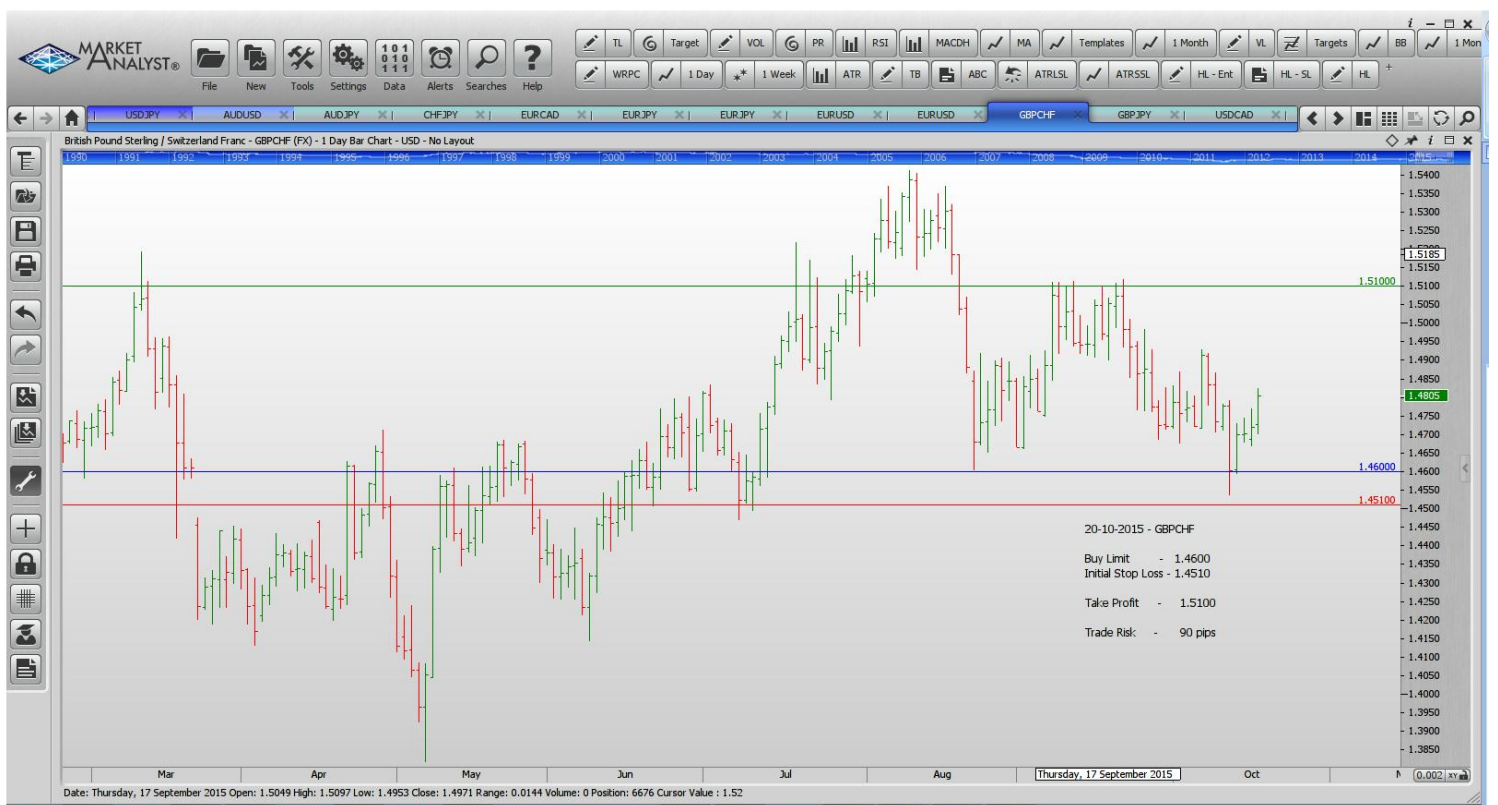 i
MARKET
ANALYST®
File New Tools Settings Data Alerts Searches Help
TL Target VOL PR RSI MACDH MA Templates 1 Month VL Targets BB 1 Mon
WRPC 1 Day 1 Week ATR TB ABC ATRLSL ATRSSL HL - Ent HL - SL HL +
USDJPY AUDUSD AUDJPY CHFJPY EURCAD EURJPY EURJPY EURUSD EURUSD GBPCHF GBPJPY USDCAD
British Pound Sterling / Switzerland Franc - GBPCHF (FX) - 1 Day Bar Chart - USD - No Layout
1990 1991 1992 1993 1994 1995 1996 1997 1998 1999 2000 2001 2002 2003 2004 2005 2006 2007 2008 2009 2010 2011 2012 2013 2014 2015
1.5400
1.5350
1.5300
1.5250
1.5185
1.5150
1.51000 1.5100
1.5050
1.5000
1.4950
1.4900
1.4850
1.4805
1.4750
1.4700
1.4650
1.46000 1.4600
1.4550
1.45100 1.4500
20-10-2015 - GBPCHF
1.4450
1.4400
Buy Limit - 1.4600
1.4350
Initial Stop Loss - 1.4510
1.4300
Take Profit - 1.5100
1.4250
1.4200
Trade Risk - 90 pips
1.4150
1.4100
1.4050
1.4000
1.3950
1.3900
1.3850
Mar Apr May Jun Jul Aug Thursday, 17 September 2015 Oct N 0.002 XY
Date: Thursday, 17 September 2015 Open: 1.5049 High: 1.5097 Low: 1.4953 Close: 1.4971 Range: 0.0144 Volume: 0 Position: 6676 Cursor Value : 1.52